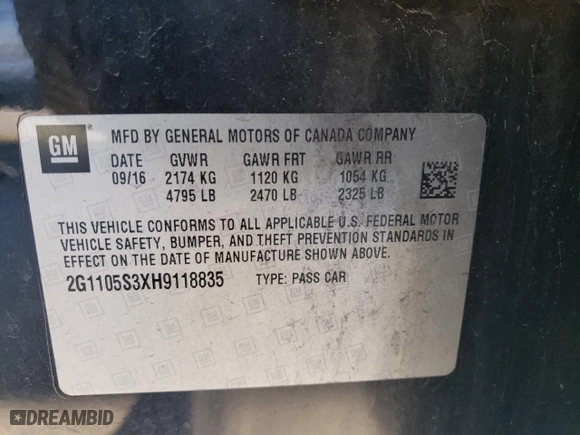 GM
MFD BY GENERAL MOTORS OF CANADA COMPANY
DATE GVWR GAWR FRT GAWR RR
09/16 2174 KG 1120 KG 1054 KG
4795 LB 2470 LB 2325 LB
THIS VEHICLE CONFORMS TO ALL APPLICABLE U.S. FEDERAL MOTOR
VEHICLE SAFETY, BUMPER, AND THEFT PREVENTION STANDARDS IN
EFFECT ON THE DATE OF MANUFACTURE SHOWN ABOVE.
2G1105S3XH9118835 TYPE: PASS CAR
DREAMBID